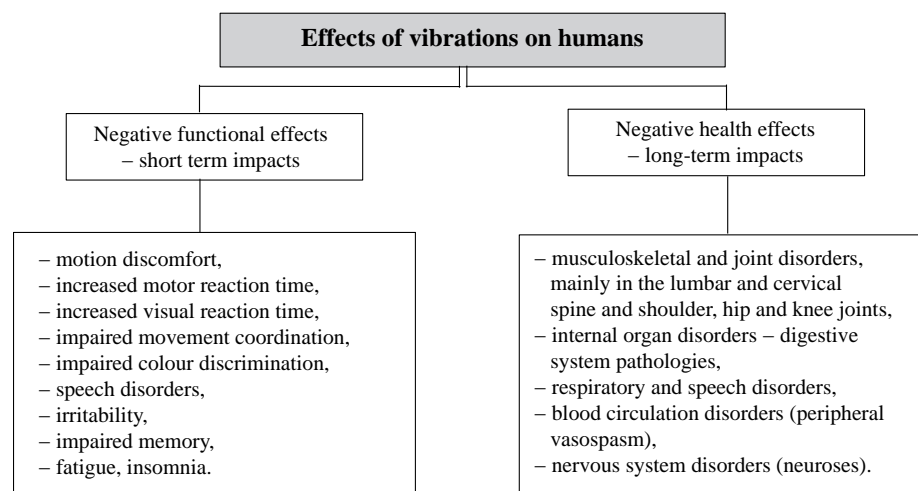 Effects of vibrations on humans
Negative functional effects
– short term impacts
Negative health effects
– long-term impacts
– motion discomfort,
– increased motor reaction time,
– increased visual reaction time,
– impaired movement coordination,
– impaired colour discrimination,
– speech disorders,
– irritability,
– impaired memory,
– fatigue, insomnia.
– musculoskeletal and joint disorders,
mainly in the lumbar and cervical
spine and shoulder, hip and knee joints,
– internal organ disorders – digestive
system pathologies,
– respiratory and speech disorders,
– blood circulation disorders (peripheral
vasospasm),
– nervous system disorders (neuroses).